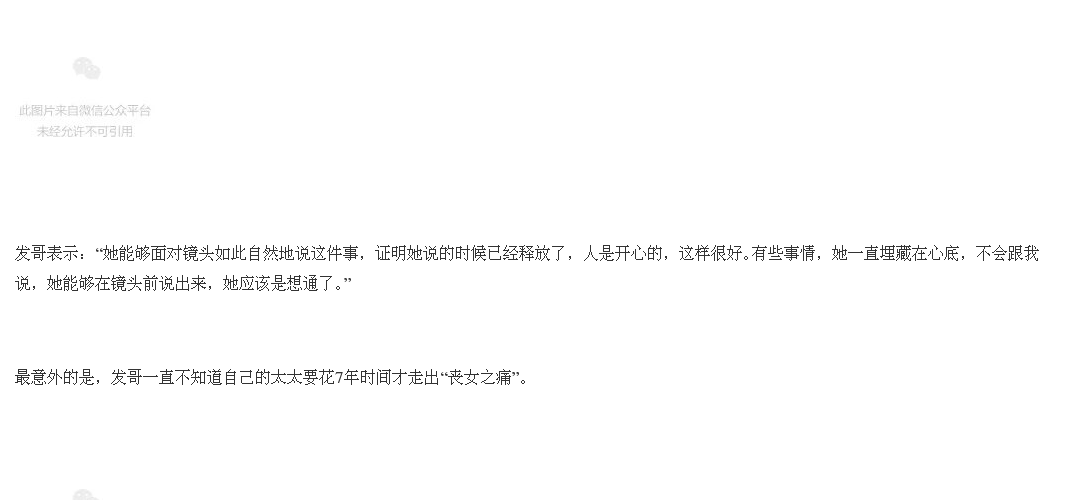 此图片来自微信公众平台
未经允许不可引用
发哥表示：“她能够面对镜头如此自然地说这件事，证明她说的时候已经释放了，人是开心的，这样很好。有些事情，她一直埋藏在心底，不会跟我
说，她能够在镜头前说出来，她应该是想通了。”
最意外的是，发哥一直不知道自己的太太要花7年时间才走出“丧女之痛”。